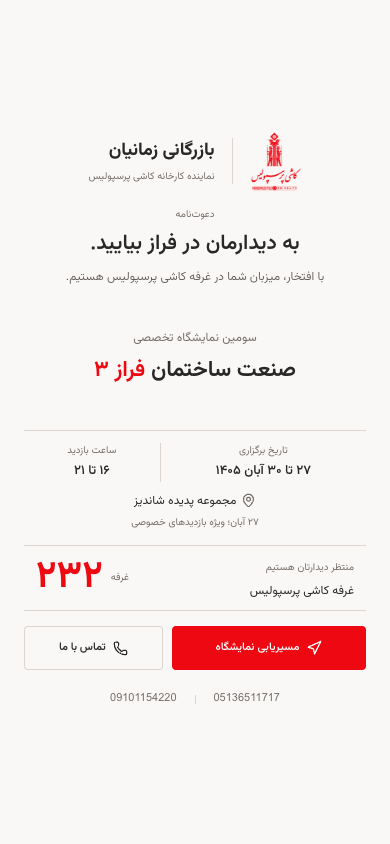 بازرگانی زمانیان
نماینده کارخانه کاشی پرسپولیس
کاشی پرسپولیس
دعوت‌نامه
به دیدارمان در فراز بیایید.
با افتخار، میزبان شما در غرفه کاشی پرسپولیس هستیم.
سومین نمایشگاه تخصصی
صنعت ساختمان فراز ۳
تاریخ برگزاری
۲۷ تا ۳۰ آبان ۱۴۰۵
ساعت بازدید
۱۶ تا ۲۱
مجموعه پدیده شاندیز
۲۷ آبان؛ ویژه بازدیدهای خصوصی
منتظر دیدارتان هستیم
غرفه کاشی پرسپولیس
غرفه ۲۳۲
مسیریابی نمایشگاه
تماس با ما
05136511717
09101154220